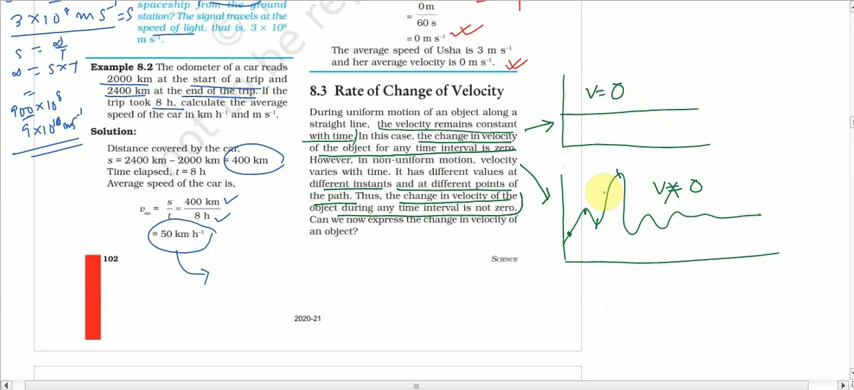 3 × 10⁸ m s⁻¹ = S
S = d/T
d = S × T
=
900 × 10⁸
9 × 10¹⁰ ms⁻¹
spaceship from the ground
station? The signal travels at the
speed of light, that is, 3 × 10⁸
m s⁻¹.
Example 8.2 The odometer of a car reads
2000 km at the start of a trip and
2400 km at the end of the trip. If the
trip took 8 h, calculate the average
speed of the car in km h⁻¹ and m s⁻¹.
Solution:
Distance covered by the car,
s = 2400 km – 2000 km = 400 km
Time elapsed, t = 8 h
Average speed of the car is,
v_av = s/t = 400 km / 8 h
= 50 km h⁻¹
102
= 0 m / 60 s
= 0 m s⁻¹
The average speed of Usha is 3 m s⁻¹
and her average velocity is 0 m s⁻¹.
8.3 Rate of Change of Velocity
During uniform motion of an object along a
straight line, the velocity remains constant
with time. In this case, the change in velocity
of the object for any time interval is zero.
However, in non-uniform motion, velocity
varies with time. It has different values at
different instants and at different points of
the path. Thus, the change in velocity of the
object during any time interval is not zero.
Can we now express the change in velocity of
an object?
SCIENCE
2020-21
V = 0
V ≠ 0